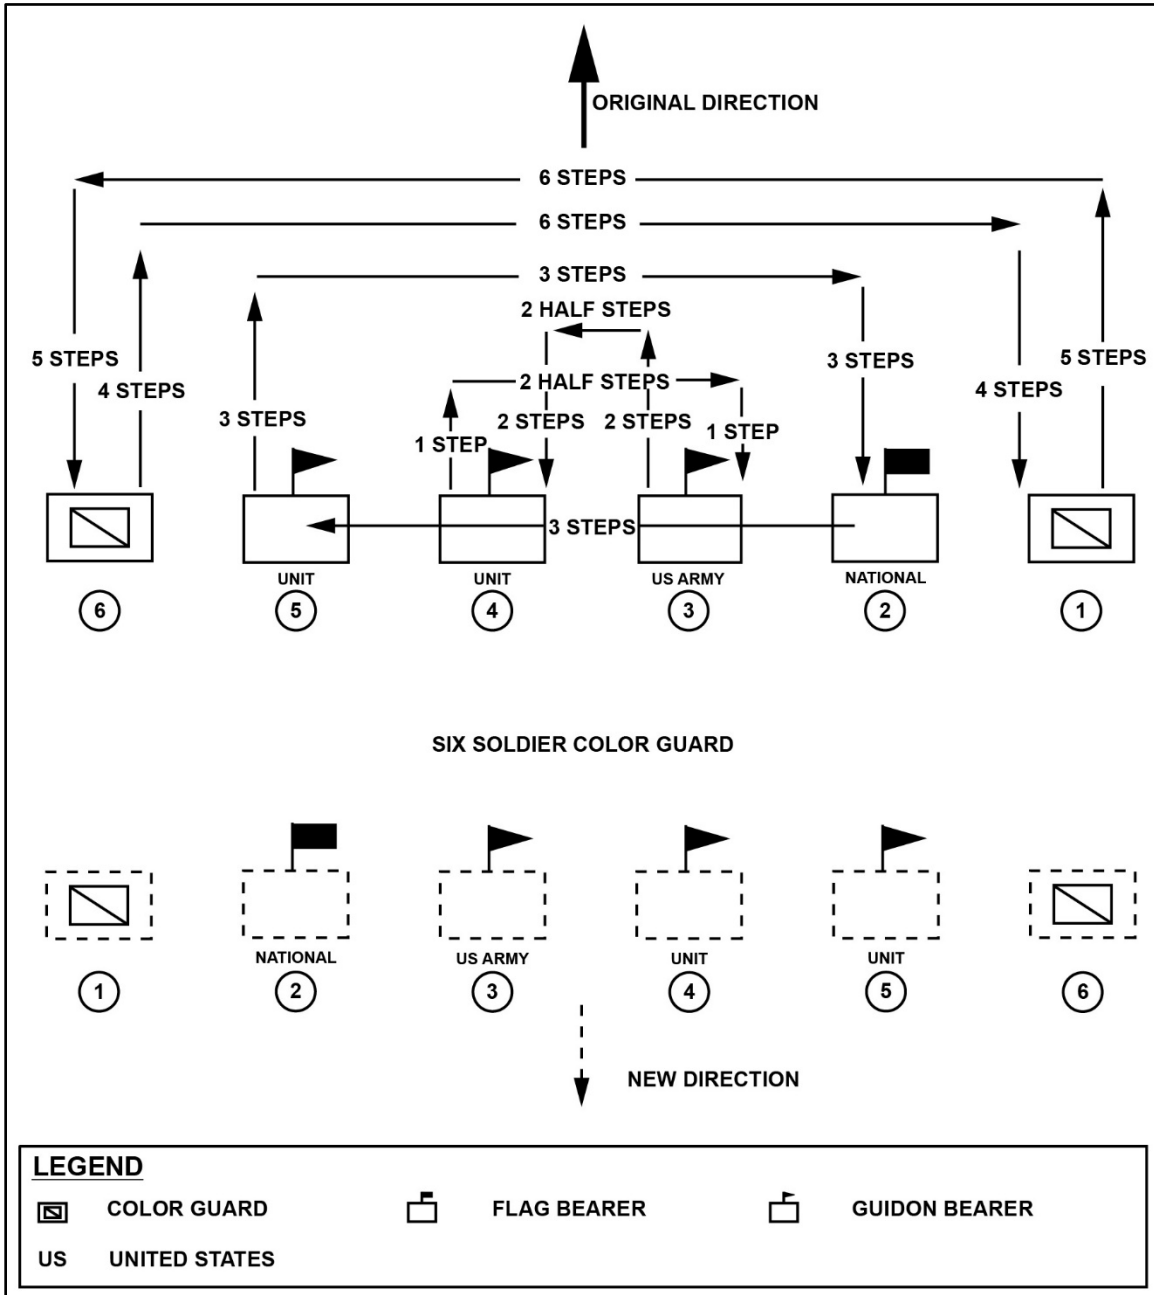 ORIGINAL DIRECTION
6 STEPS
6 STEPS
3 STEPS
2 HALF STEPS
5 STEPS
3 STEPS
5 STEPS
4 STEPS
2 HALF STEPS
4 STEPS
3 STEPS
1 STEP
2 STEPS
2 STEPS
1 STEP
3 STEPS
UNIT
UNIT
US ARMY
NATIONAL
6
5
4
3
2
1
SIX SOLDIER COLOR GUARD
NATIONAL
US ARMY
UNIT
UNIT
1
2
3
4
5
6
NEW DIRECTION
LEGEND
COLOR GUARD
FLAG BEARER
GUIDON BEARER
US UNITED STATES